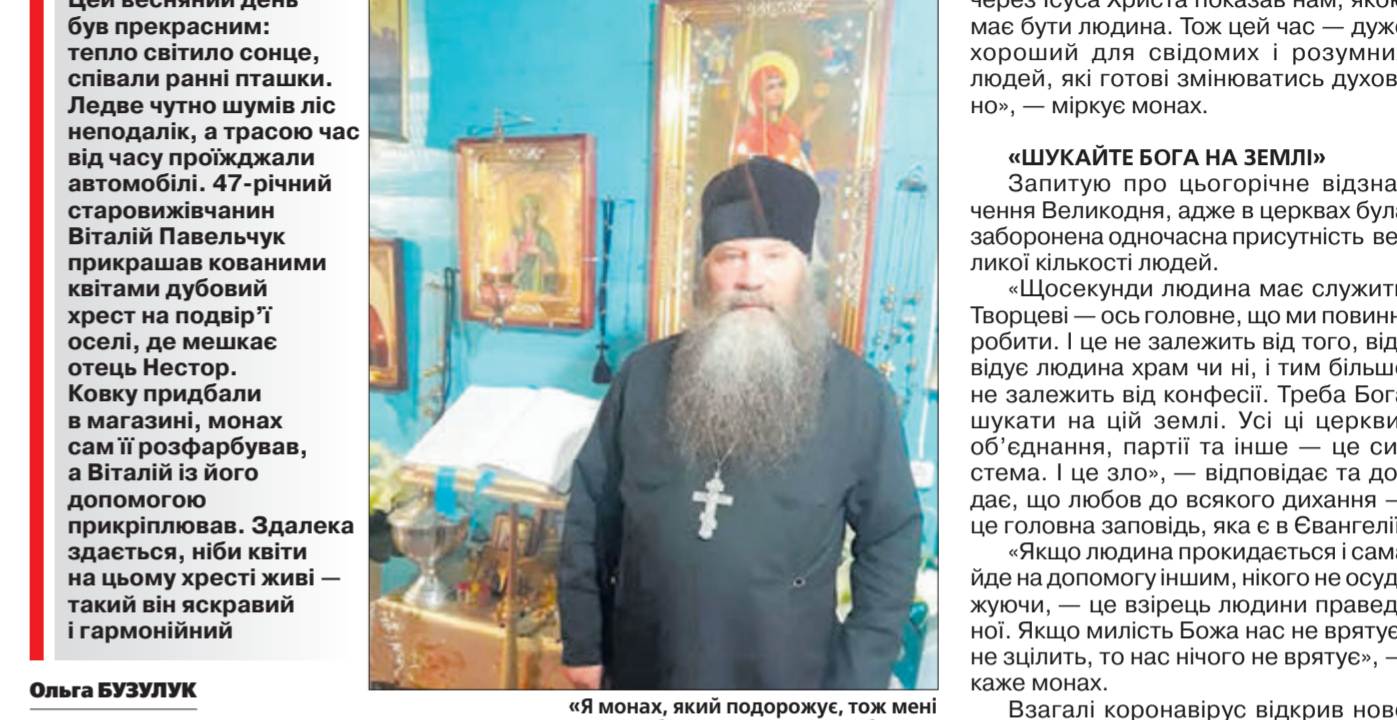 Цей весняний день
був прекрасним:
тепло світило сонце,
співали ранні пташки.
Ледве чутно шумів ліс
неподалік, а трасою час
від часу проїжджали
автомобілі. 47-річний
старовижівчанин
Віталій Павельчук
прикрашав кованими
квітами дубовий
хрест на подвір’ї
оселі, де мешкає
отець Нестор.
Ковку придбали
в магазині, монах
сам її розфарбував,
а Віталій із його
допомогою
прикріплював. Здалека
здається, ніби квіти
на цьому хресті живі —
такий він яскравий
і гармонійний
Ольга БУЗУЛУК
«Я монах, який подорожує, тож мені
через Ісуса Христа показав нам, яком
має бути людина. Тож цей час — дуже
хороший для свідомих і розумни
людей, які готові змінюватись духов
но», — міркує монах.
«ШУКАЙТЕ БОГА НА ЗЕМЛІ»
Запитую про цьогорічне відзна
чення Великодня, адже в церквах була
заборонена одночасна присутність ве
ликої кількості людей.
«Щосекунди людина має служити
Творцеві — ось головне, що ми повинн
робити. І це не залежить від того, від
відує людина храм чи ні, і тим більше
не залежить від конфесії. Треба Бога
шукати на цій землі. Усі ці церкви
об’єднання, партії та інше — це си
стема. І це зло», — відповідає та до
дає, що любов до всякого дихання —
це головна заповідь, яка є в Євангелії
«Якщо людина прокидається і сама
йде на допомогу іншим, нікого не осуд
жуючи, — це взірець людини правед
ної. Якщо милість Божа нас не врятує
не зцілить, то нас нічого не врятує», —
каже монах.
Взагалі коронавірус відкрив нове